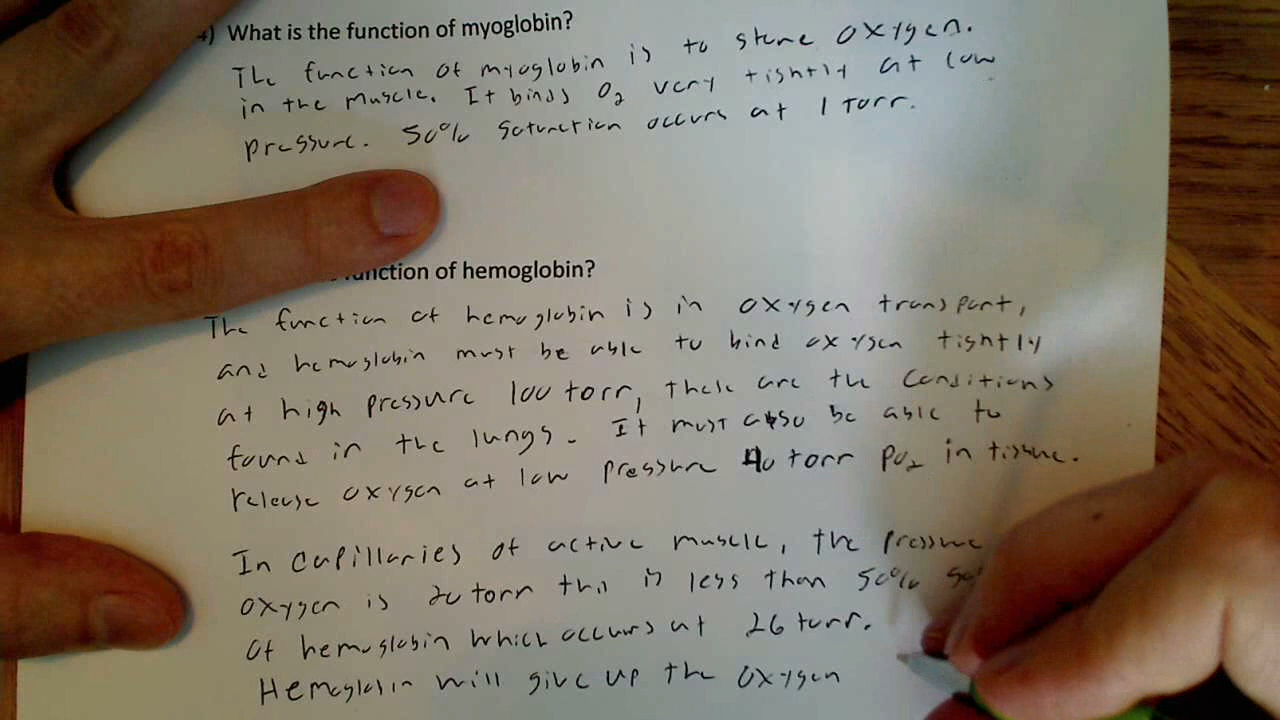 4) What is the function of myoglobin?
The function of myoglobin is to store oxygen.
in the muscle. It binds O2 very tightly at low
pressure. 50% saturation occurs at 1 torr.
function of hemoglobin?
The function of hemoglobin is in oxygen transport,
and hemoglobin must be able to bind oxygen tightly
at high pressure 100 torr, these are the conditions
found in the lungs. It must also be able to
release oxygen at low pressure 40 torr PO2 in tissue.
In capillaries of active muscle, the pressure
oxygen is 20 torr this is less than 50%
of hemoglobin which occurs at 26 torr.
Hemoglobin will give up the oxygen